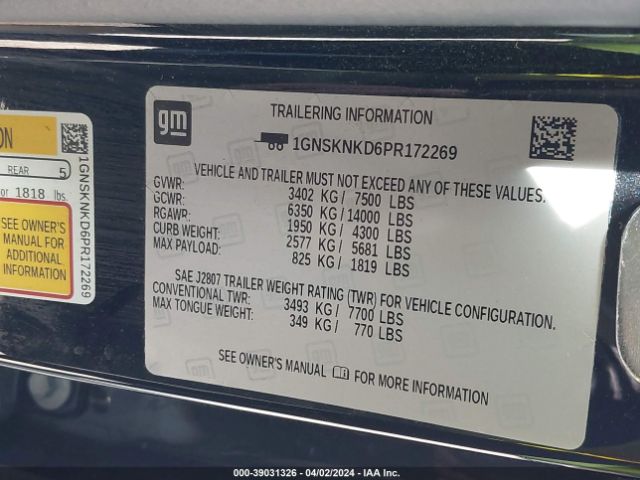 ON
REAR 5
or 1818 lbs.
SEE OWNER'S
MANUAL FOR
ADDITIONAL
INFORMATION
1GNSKNKD6PR172269
gm
TRAILERING INFORMATION
1GNSKNKD6PR172269
VEHICLE AND TRAILER MUST NOT EXCEED ANY OF THESE VALUES.
GVWR: 3402 KG/ 7500 LBS
GCWR: 6350 KG/14000 LBS
RGAWR: 1950 KG/ 4300 LBS
CURB WEIGHT: 2577 KG/ 5681 LBS
MAX PAYLOAD: 825 KG/ 1819 LBS
SAE J2807 TRAILER WEIGHT RATING (TWR) FOR VEHICLE CONFIGURATION.
CONVENTIONAL TWR: 3493 KG/ 7700 LBS
MAX TONGUE WEIGHT: 349 KG/ 770 LBS
SEE OWNER'S MANUAL FOR MORE INFORMATION
000-39031326 - 04/02/2024 - IAA Inc.